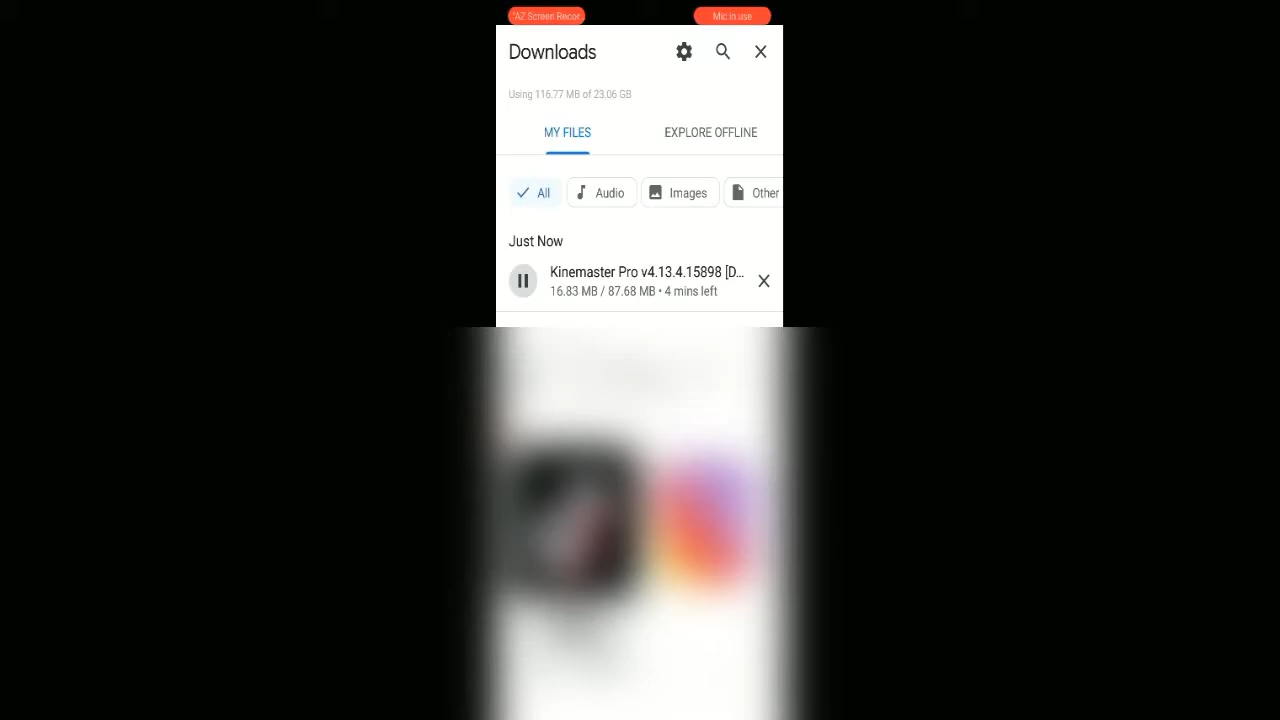 "AZ Screen Recor..
Mic in use
Downloads
Using 116.77 MB of 23.06 GB
MY FILES
EXPLORE OFFLINE
All
Audio
Images
Other
Just Now
Kinemaster Pro v4.13.4.15898 [D...
16.83 MB / 87.68 MB • 4 mins left